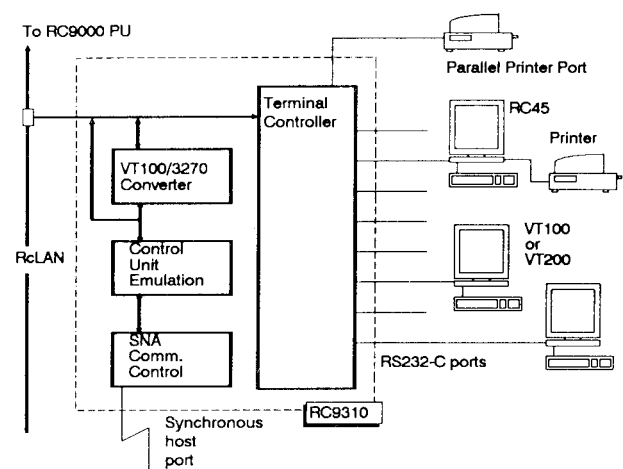 To RC9000 PU
Parallel Printer Port
Terminal
Controller
RC45
Printer
VT100/3270
Converter
VT100
or
VT200
RcLAN
Control
Unit
Emulation
SNA
Comm.
Control
RS232-C ports
RC9310
Synchronous
host
port